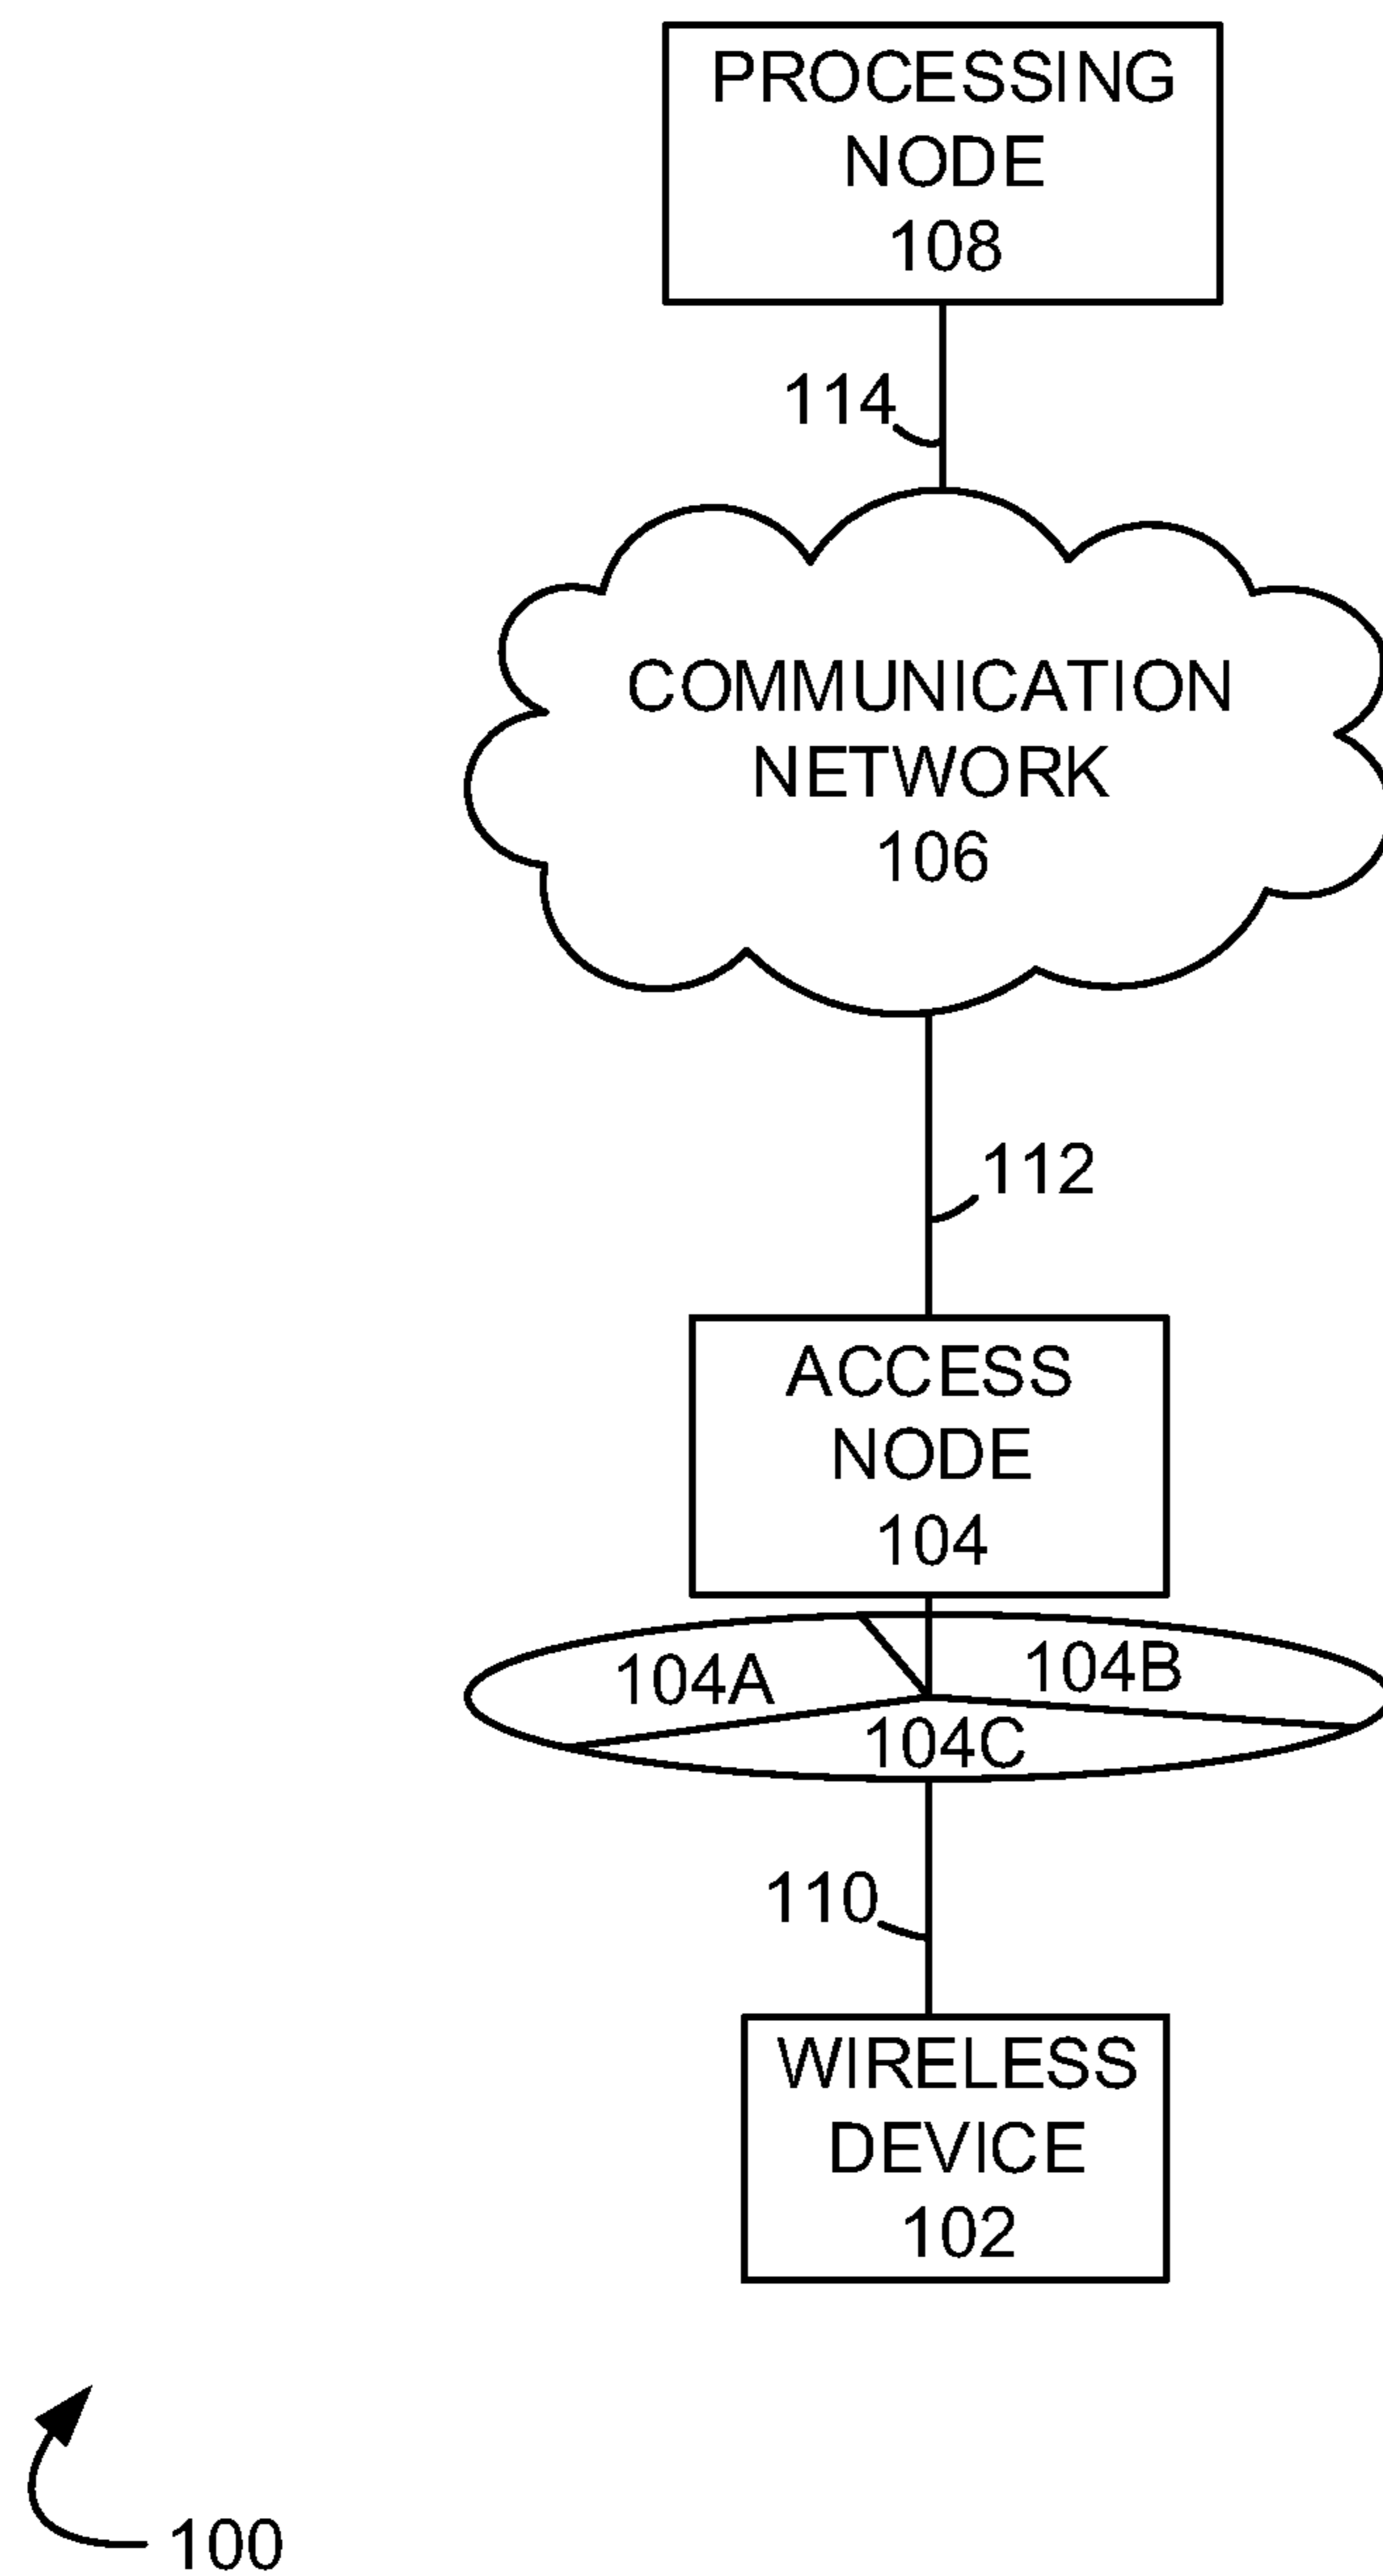 PROCESSING
NODE
108
114
COMMUNICATION
NETWORK
106
112
ACCESS
NODE
104
104A
104B
104C
110
WIRELESS
DEVICE
102
100